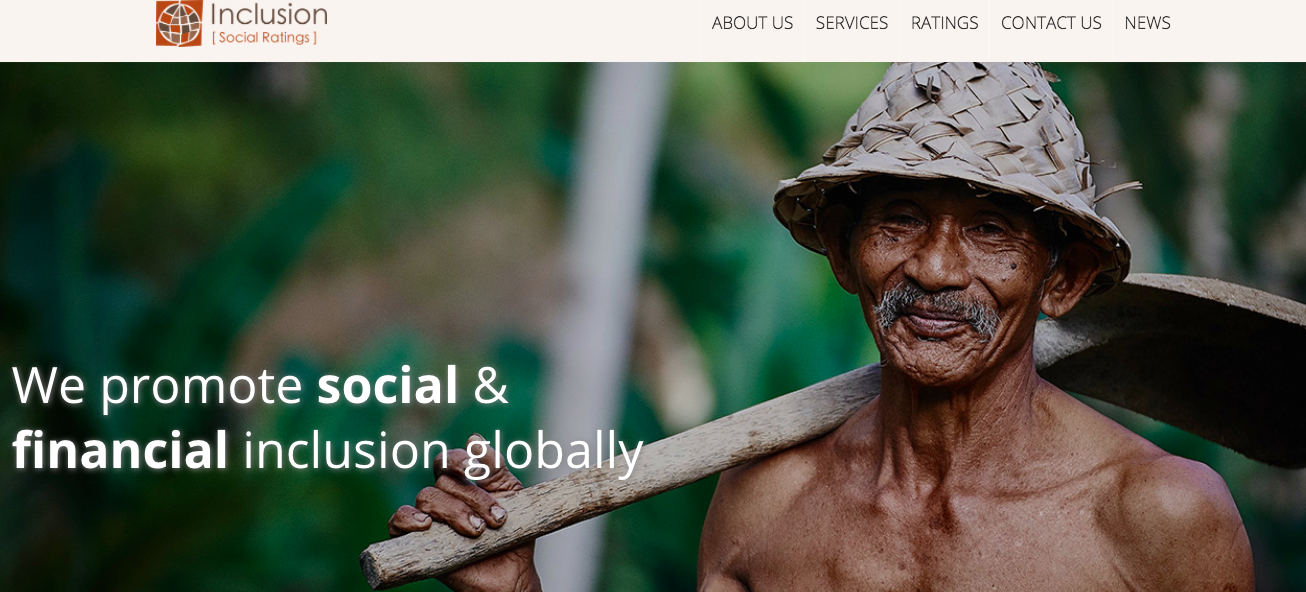 Inclusion
[ Social Ratings ]
ABOUT US SERVICES RATINGS CONTACT US NEWS
We promote social &
financial inclusion globally